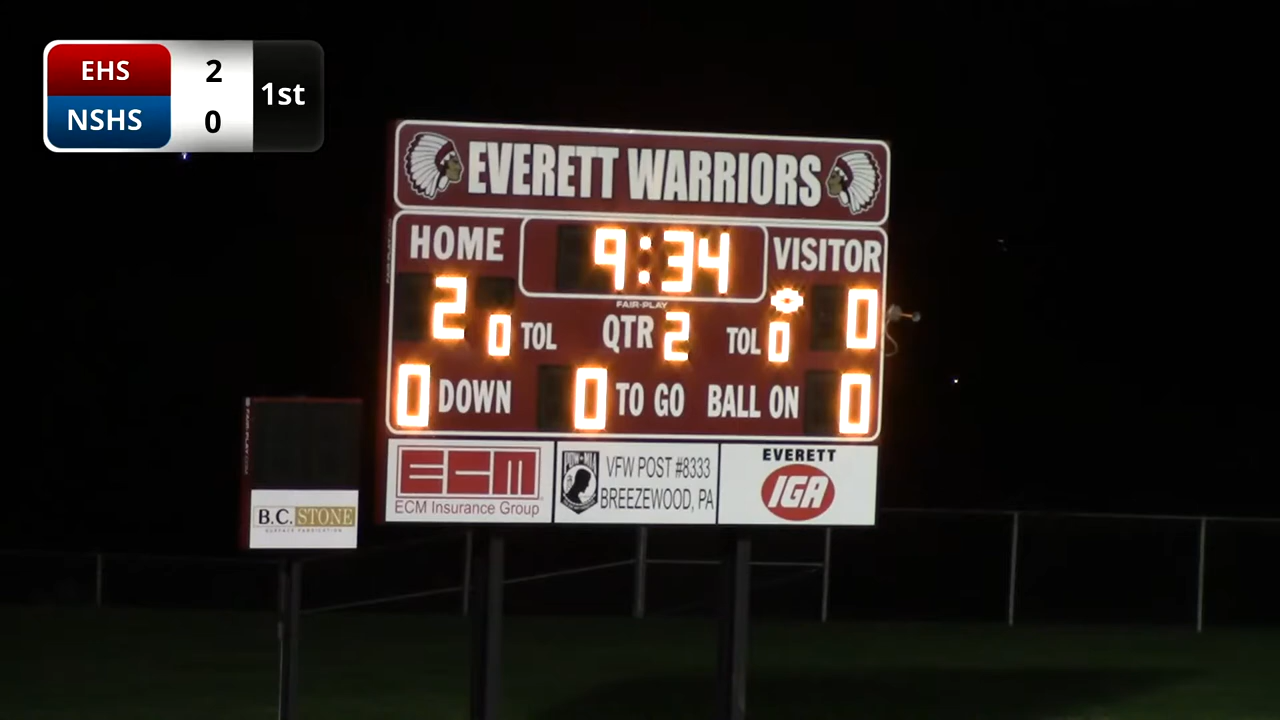 EHS 2
NSHS 0
1st
EVERETT WARRIORS
HOME 9:34 VISITOR
FAIR-PLAY
2 0 TOL QTR 2 TOL 0 0
0 DOWN 0 TO GO BALL ON 0
ECM
ECM Insurance Group
POW-MIA
VFW POST #8333
BREEZEWOOD, PA
EVERETT
IGA
B.C. STONE